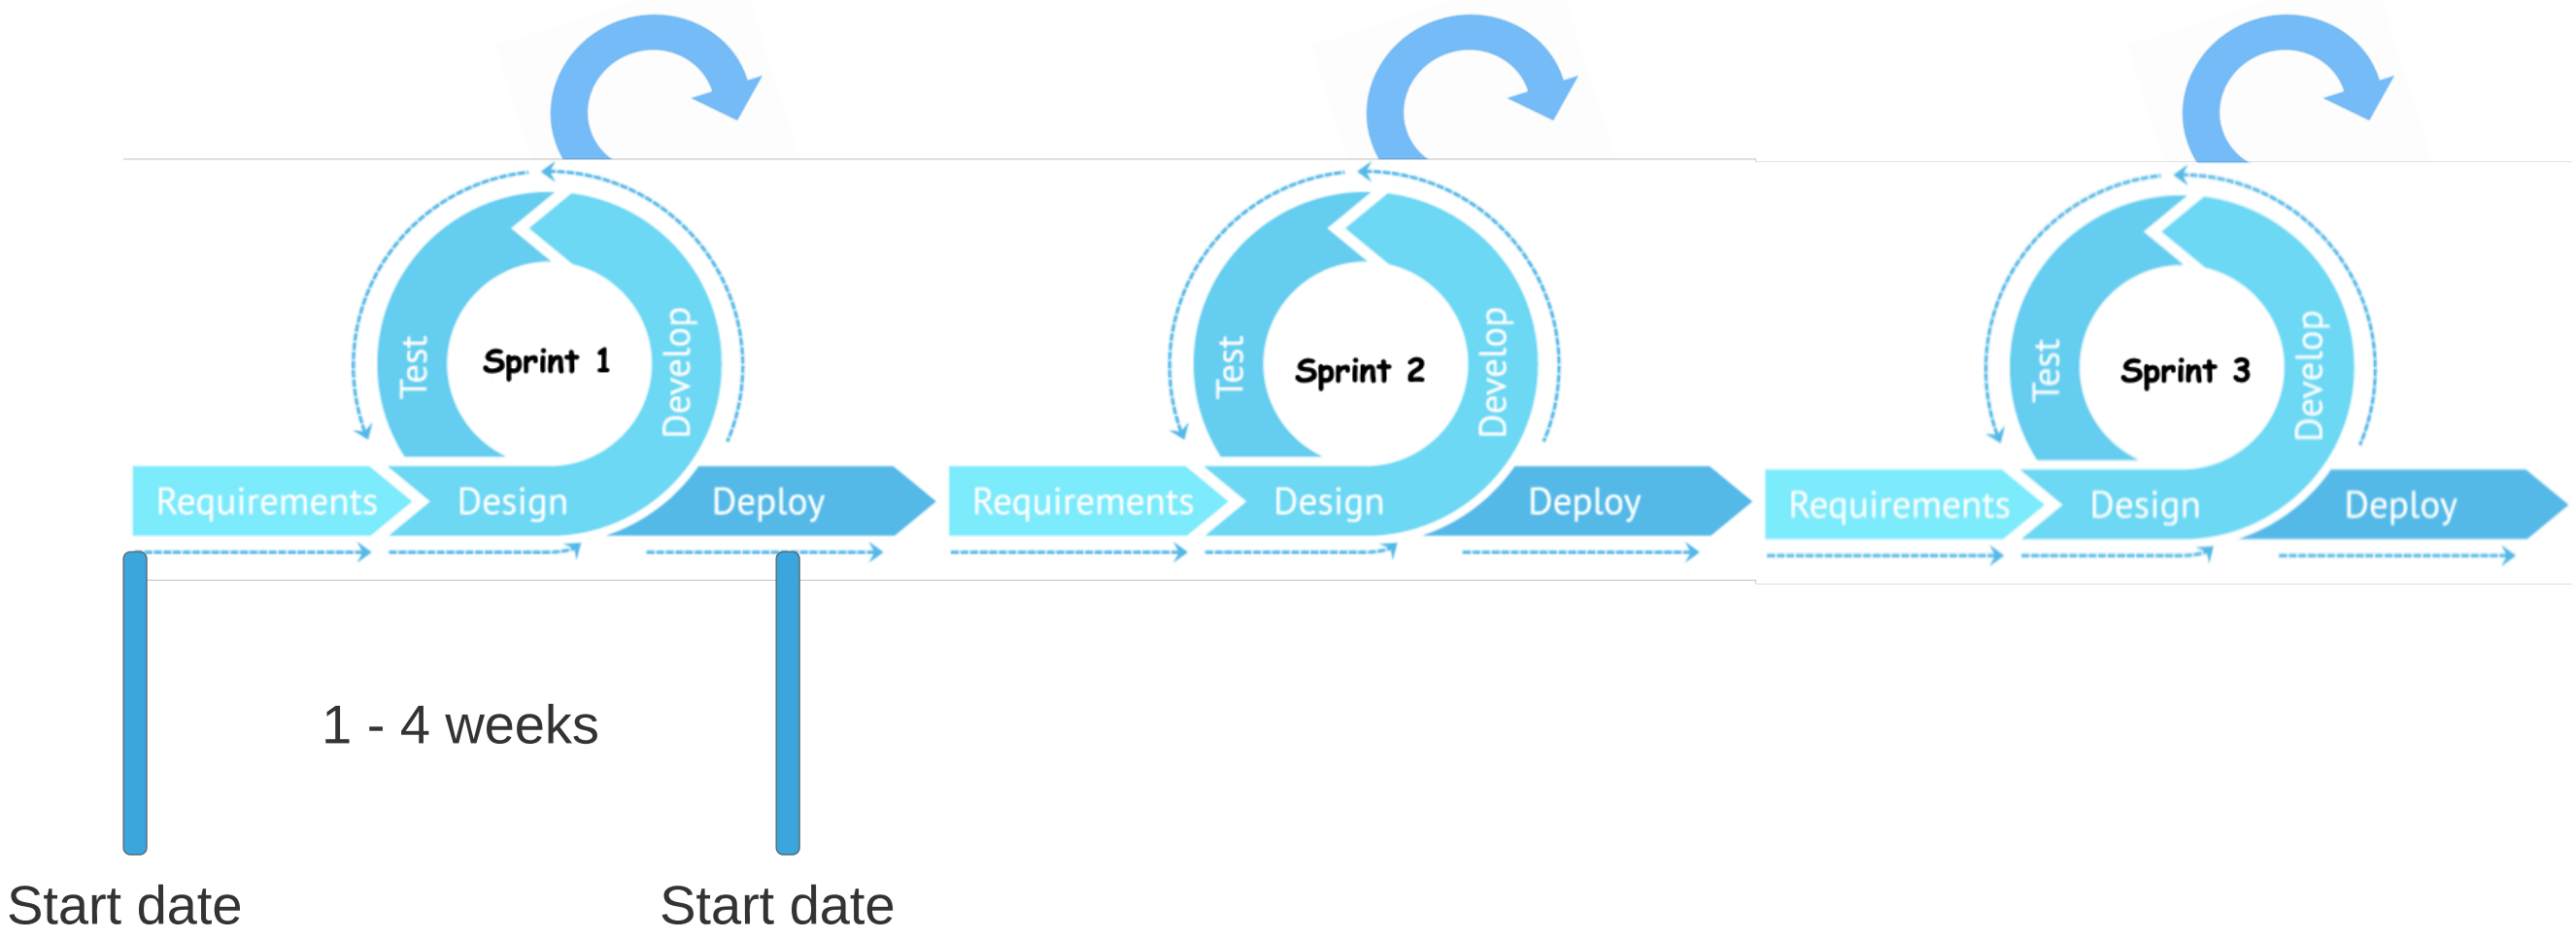 Sprint 1
Test
Develop
Requirements
Design
Deploy
Sprint 2
Test
Develop
Requirements
Design
Deploy
Sprint 3
Test
Develop
Requirements
Design
Deploy
1 - 4 weeks
Start date
Start date